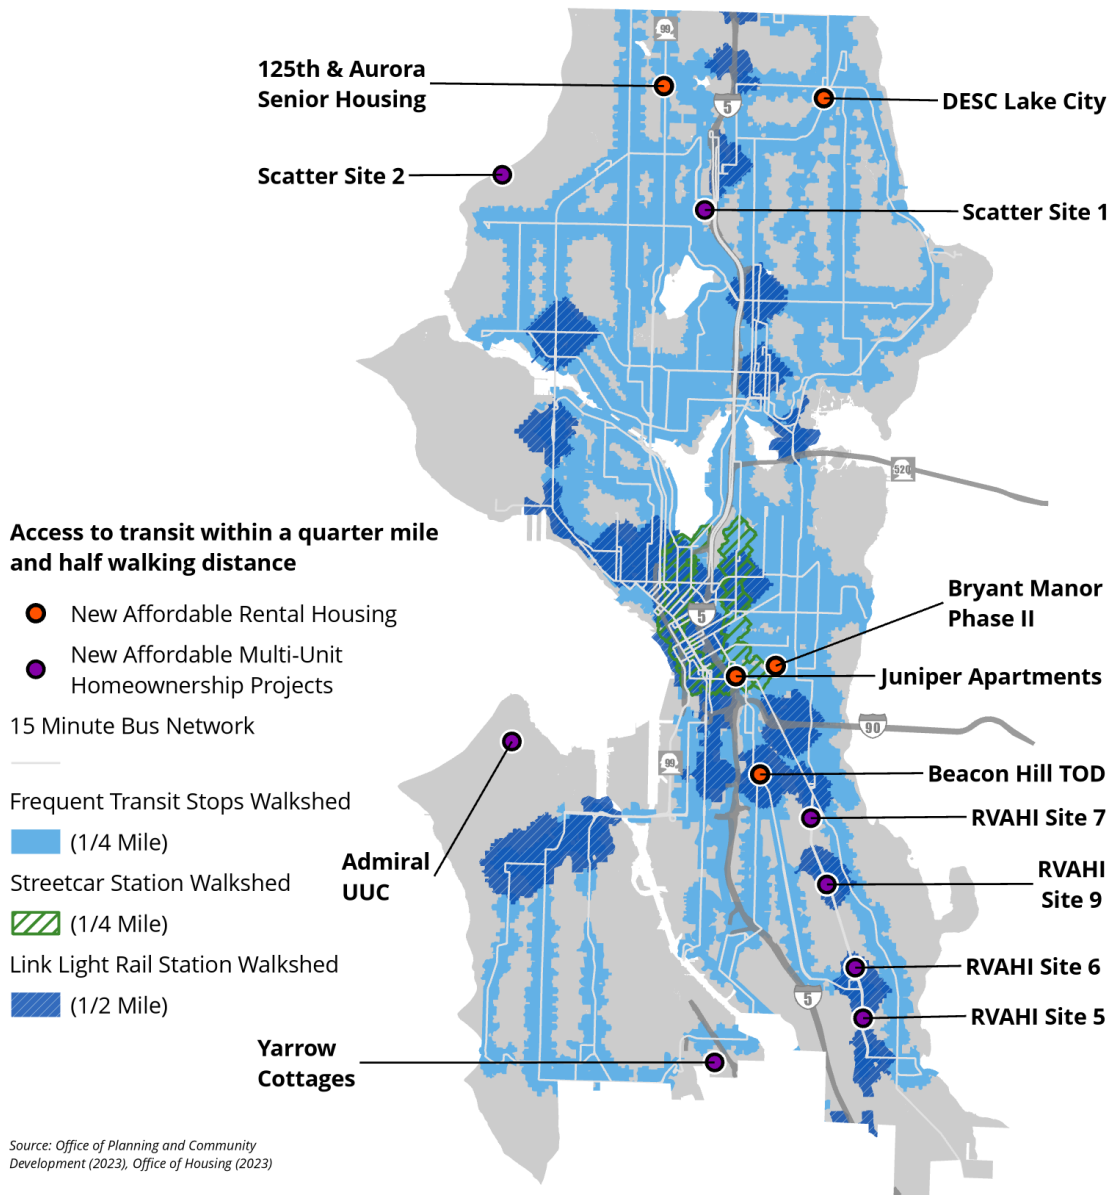 99
125th & Aurora
Senior Housing
5
DESC Lake City
Scatter Site 2
Scatter Site 1
520
Access to transit within a quarter mile
and half walking distance
New Affordable Rental Housing
New Affordable Multi-Unit
Homeownership Projects
15 Minute Bus Network
Frequent Transit Stops Walkshed
(1/4 Mile)
Streetcar Station Walkshed
(1/4 Mile)
Link Light Rail Station Walkshed
(1/2 Mile)
Bryant Manor
Phase II
5
Juniper Apartments
90
99
Beacon Hill TOD
RVAHI Site 7
Admiral
UUC
RVAHI
Site 9
RVAHI Site 6
5
RVAHI Site 5
Yarrow
Cottages
Source: Office of Planning and Community
Development (2023), Office of Housing (2023)